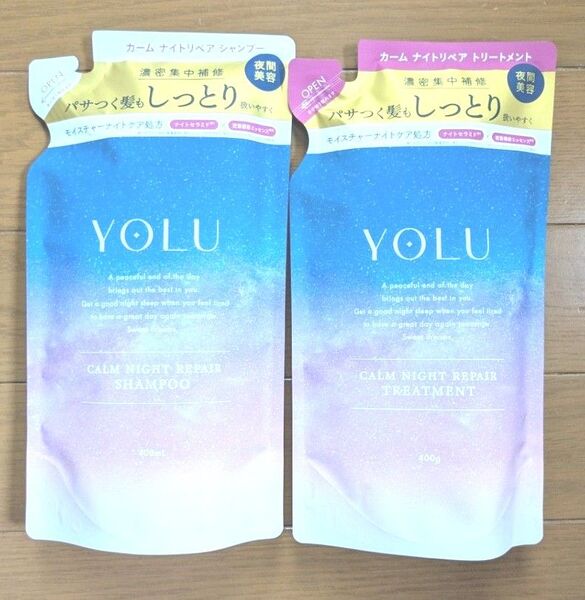 カーム ナイトリペア シャンプー
OPEN
濃密集中補修
夜間
美容
パサつく髪もしっとり扱いやすく
モイスチャーナイトケア処方
ナイトセラミド
YOLU
A peaceful end of the day
brings out the best in you.
Get a good night sleep when you feel tired
to have a great day again tomorrow.
Sweet dreams.
CALM NIGHT REPAIR
SHAMPOO
400mL
カーム ナイトリペア トリートメント
OPEN
濃密集中補修
夜間
美容
パサつく髪もしっとり扱いやすく
モイスチャーナイトケア処方
ナイトセラミド
YOLU
A peaceful end of the day
brings out the best in you.
Get a good night sleep when you feel tired
to have a great day again tomorrow.
Sweet dreams.
CALM NIGHT REPAIR
TREATMENT
400g